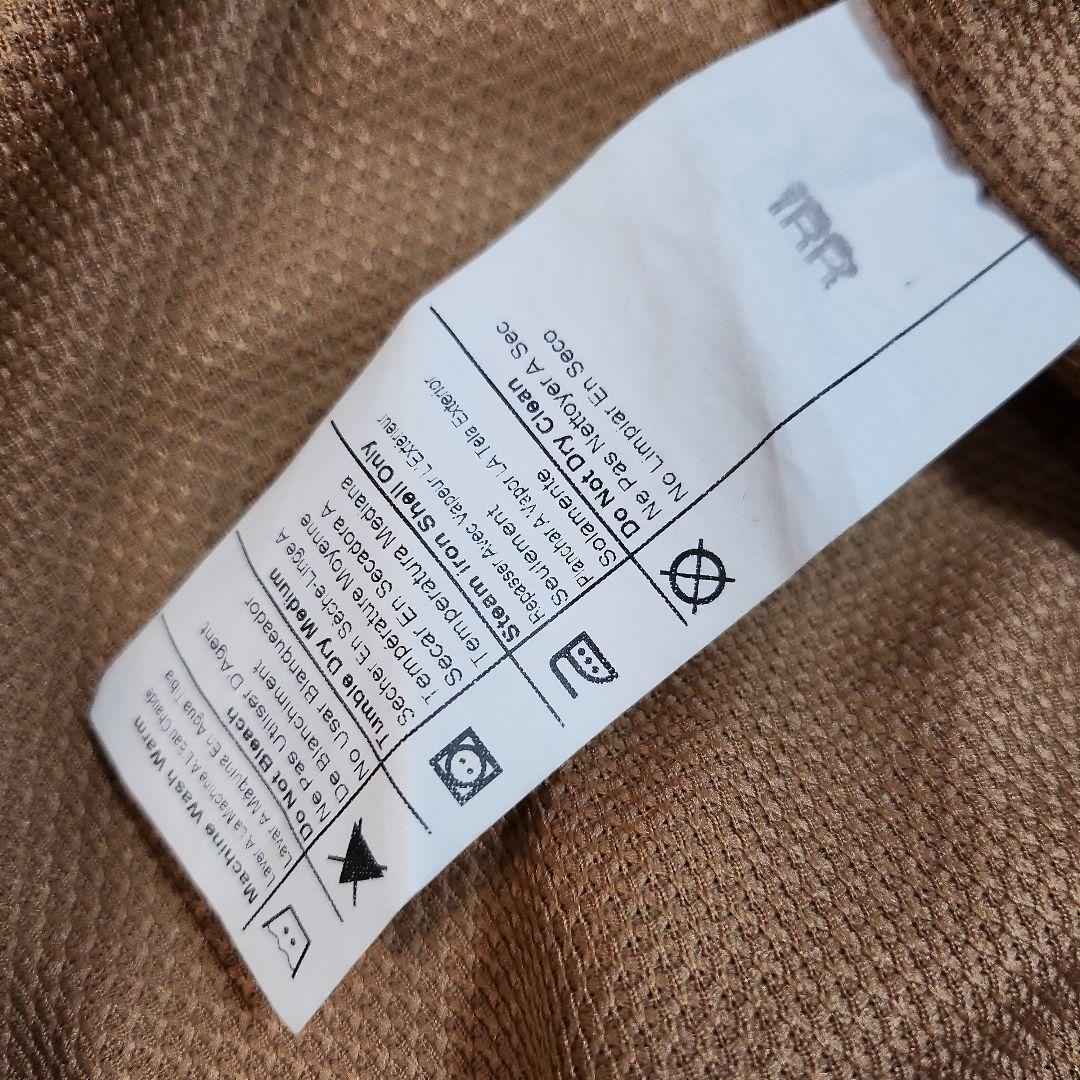 Machine Wash Warm
Laver A La Machine A L'eau Chaude
Lavar A Maquina En Agua Tibia
Do Not Bleach
Ne Pas Utiliser D'Agent
De Blanchiment
No Usar Blanqueador
Tumble Dry Medium
Secher En Seche-Linge A
Température Moyenne
Secar En Secadora A
Temperatura Mediana
Steam Iron Shell Only
Repasser Avec Vapeur L'Exterieur
Seulement
Planchar A Vapor LA Tela Exterior
Solamente
Do Not Dry Clean
Ne Pas Nettoyer A Sec
No Limpiar En Seco